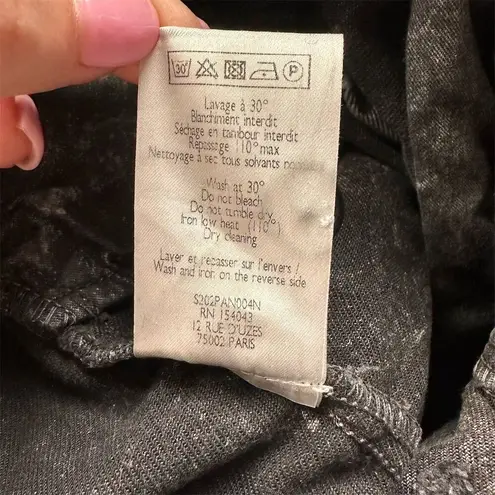 30° P
Lavage à 30°
Blanchiment interdit
Séchage en tambour interdit
Repassage 110° max
Nettoyage à sec tous solvants
Wash at 30°
Do not bleach
Do not tumble dry
Iron low heat (110°)
Dry cleaning
Laver et repasser sur l'envers /
Wash and iron on the reverse side
S202PAN004N
RN 154043
12 RUE D'UZES
75002 PARIS